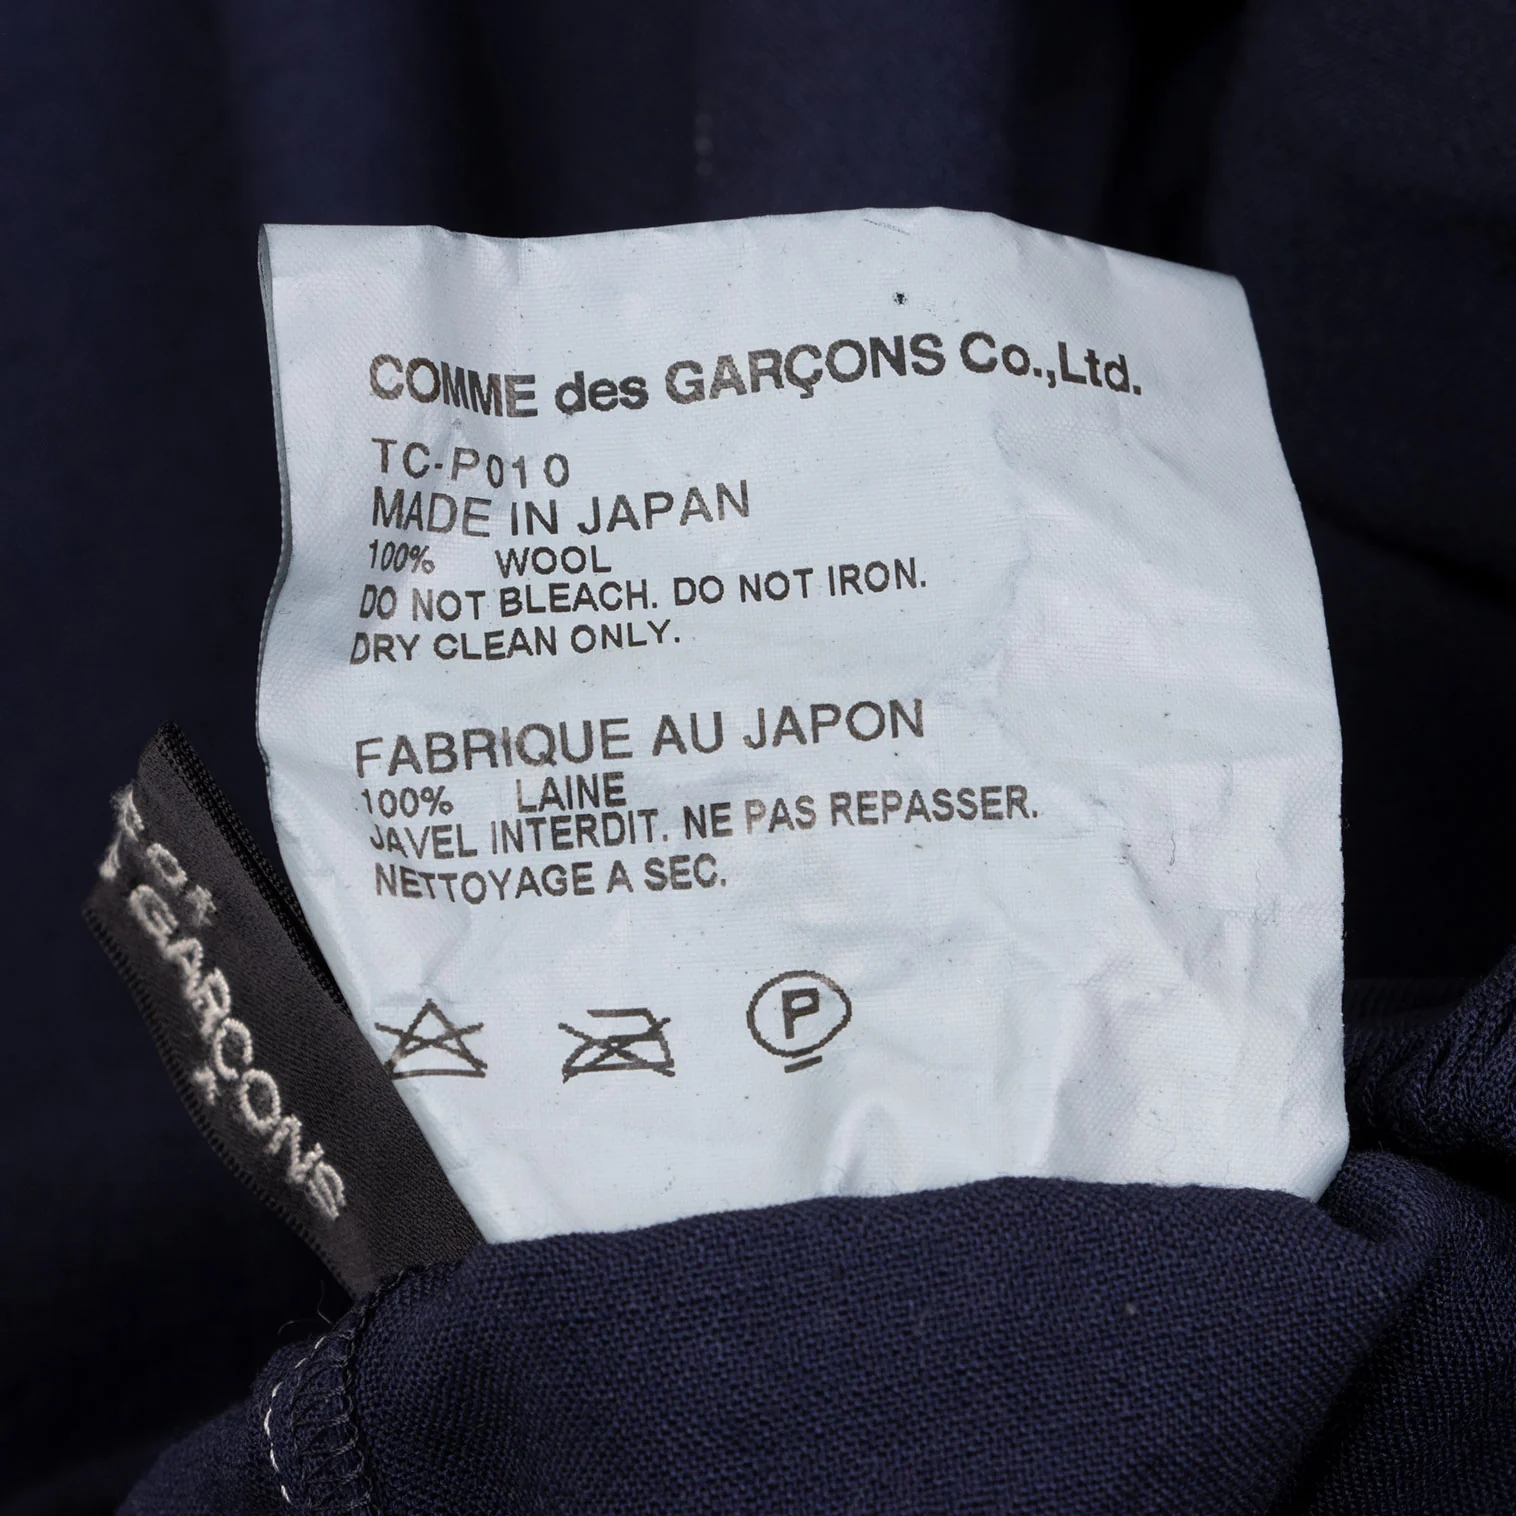 COMME des GARÇONS Co.,Ltd.
TC-P010
MADE IN JAPAN
100% WOOL
DO NOT BLEACH. DO NOT IRON.
DRY CLEAN ONLY.
FABRIQUE AU JAPON
100% LAINE
JAVEL INTERDIT. NE PAS REPASSER.
NETTOYAGE A SEC.
P
GARÇONS